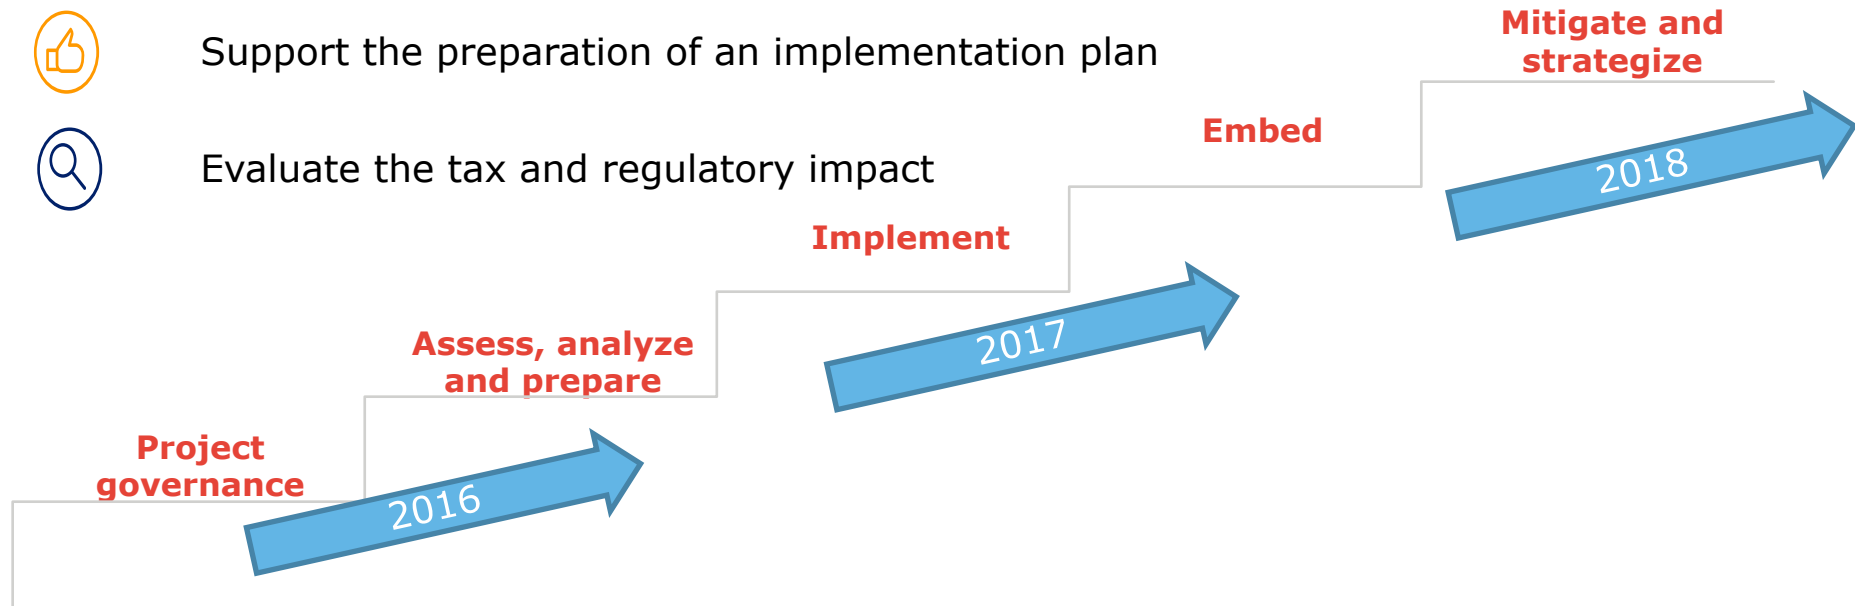 Support the preparation of an implementation plan
Evaluate the tax and regulatory impact
Mitigate and
strategize
Embed
Implement
Assess, analyze
and prepare
Project
governance
2016
2017
2018